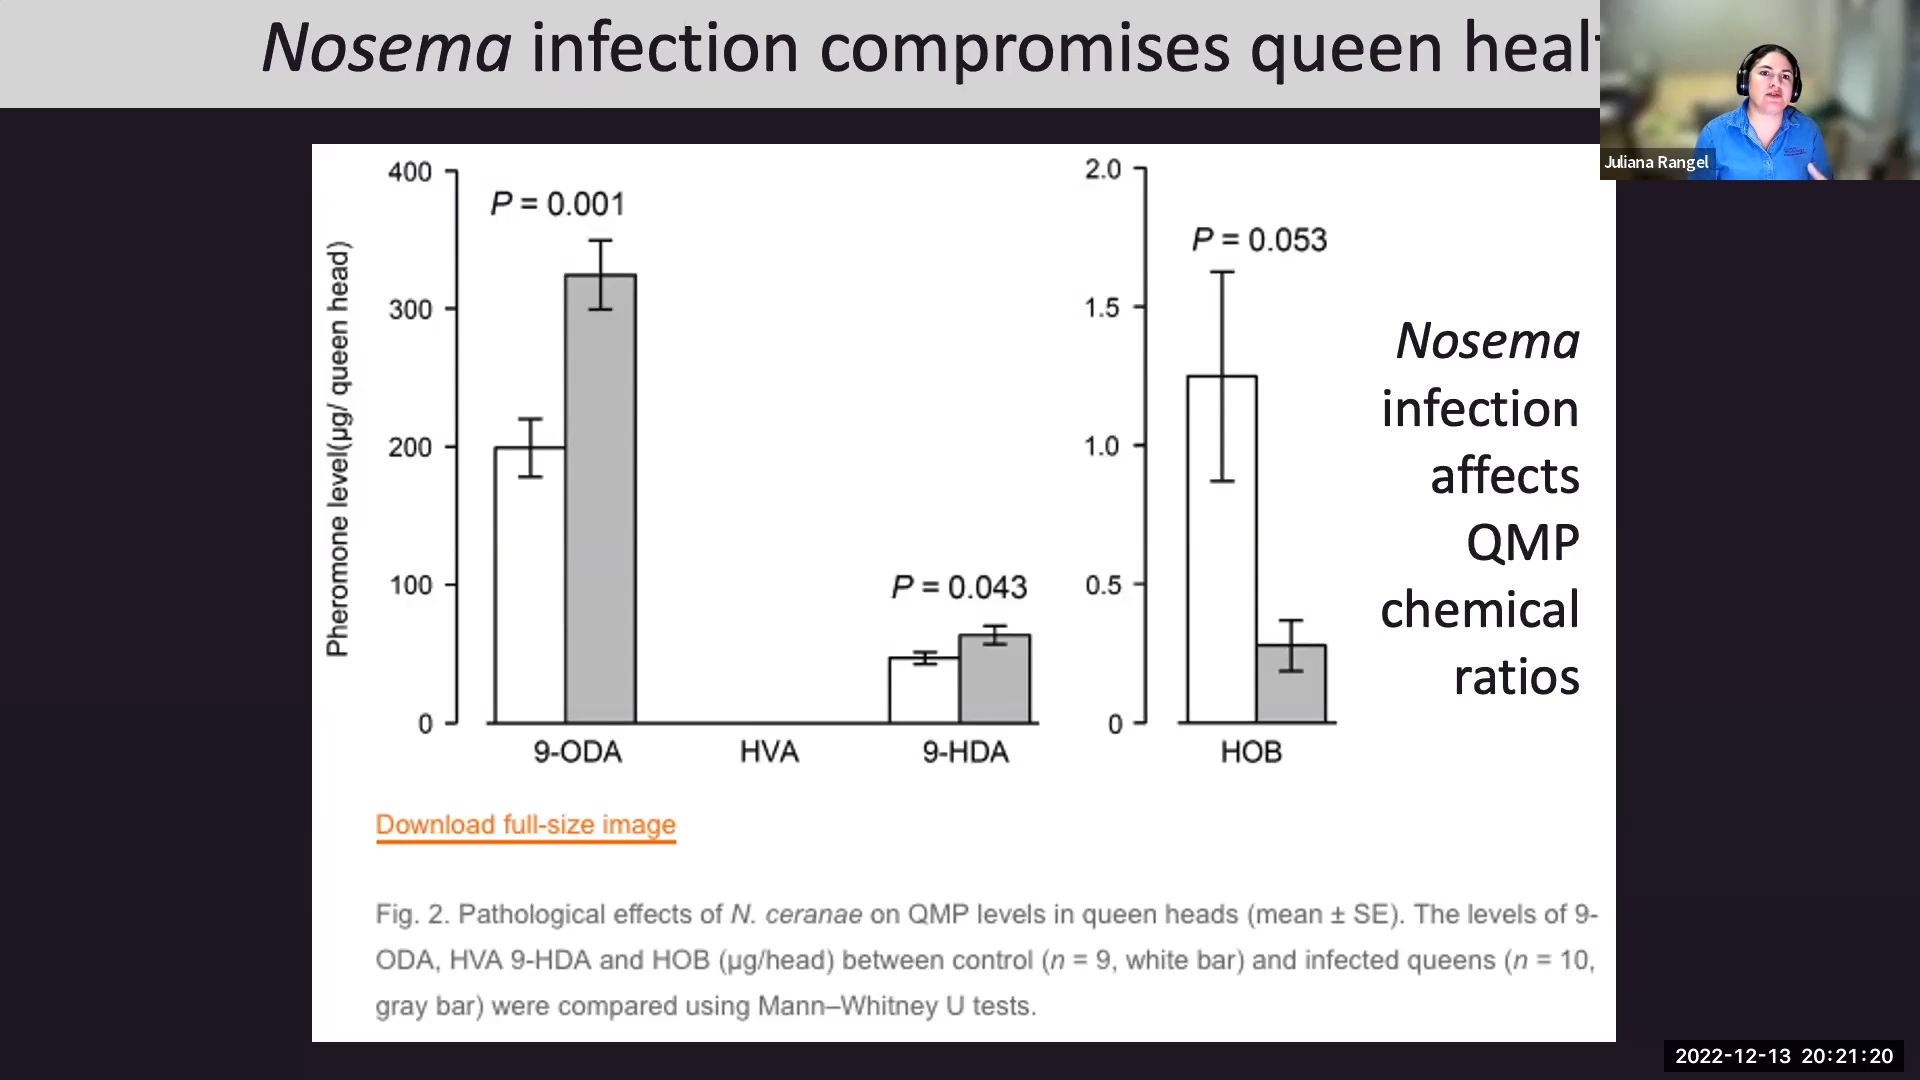 Nosema infection compromises queen heal
Juliana Rangel
400
300
200
100
0
Pheromone level(µg/ queen head)
P = 0.001
P = 0.043
9-ODA
HVA
9-HDA
2.0
1.5
1.0
0.5
0
P = 0.053
HOB
Nosema
infection
affects
QMP
chemical
ratios
Download full-size image
Fig. 2. Pathological effects of N. ceranae on QMP levels in queen heads (mean ± SE). The levels of 9-
ODA, HVA 9-HDA and HOB (µg/head) between control (n = 9, white bar) and infected queens (n = 10,
gray bar) were compared using Mann–Whitney U tests.
2022-12-13 20:21:20